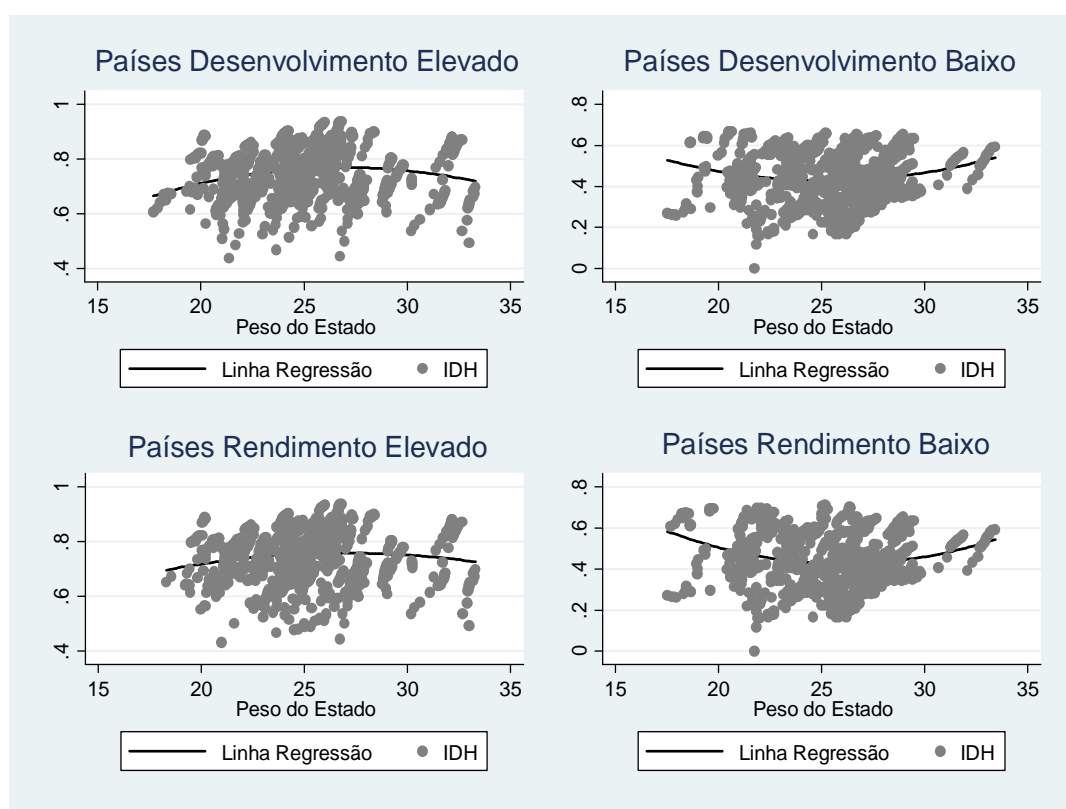 Países Desenvolvimento Elevado
1
.8
.6
.4
15 20 25 30 35
Peso do Estado
Linha Regressão IDH
Países Desenvolvimento Baixo
.8
.6
.4
.2
0
15 20 25 30 35
Peso do Estado
Linha Regressão IDH
Países Rendimento Elevado
1
.8
.6
.4
15 20 25 30 35
Peso do Estado
Linha Regressão IDH
Países Rendimento Baixo
.8
.6
.4
.2
0
15 20 25 30 35
Peso do Estado
Linha Regressão IDH